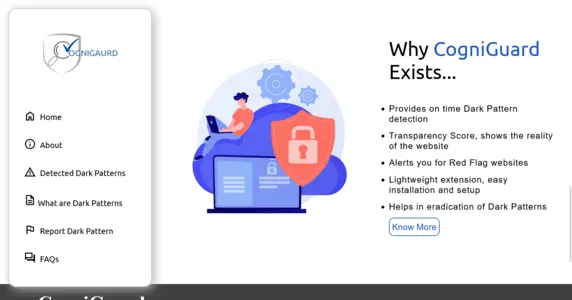 COGNIGAURD
Home
About
Detected Dark Patterns
What are Dark Patterns
Report Dark Pattern
FAQs
Why CogniGuard
Exists...
Provides on time Dark Pattern
detection
Transparency Score, shows the reality
of the website
Alerts you for Red Flag websites
Lightweight extension, easy
installation and setup
Helps in eradication of Dark Patterns
Know More
CogniGuard